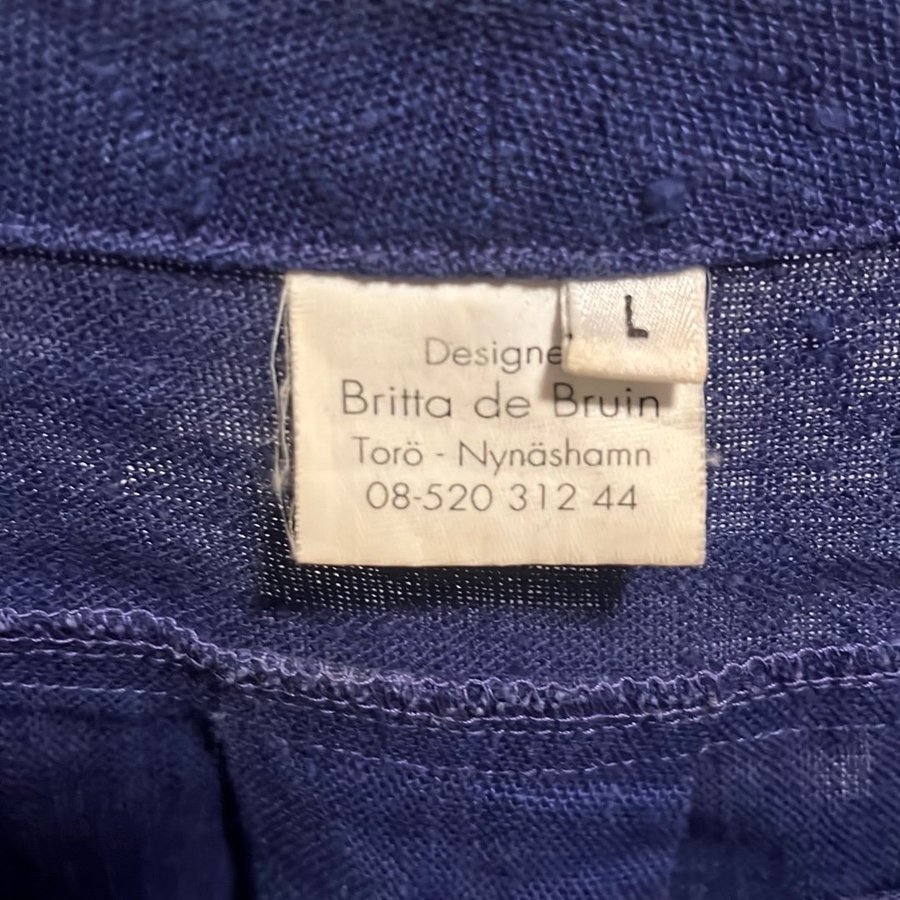 L
Designe
Britta de Bruin
Torö - Nynäshamn
08-520 312 44